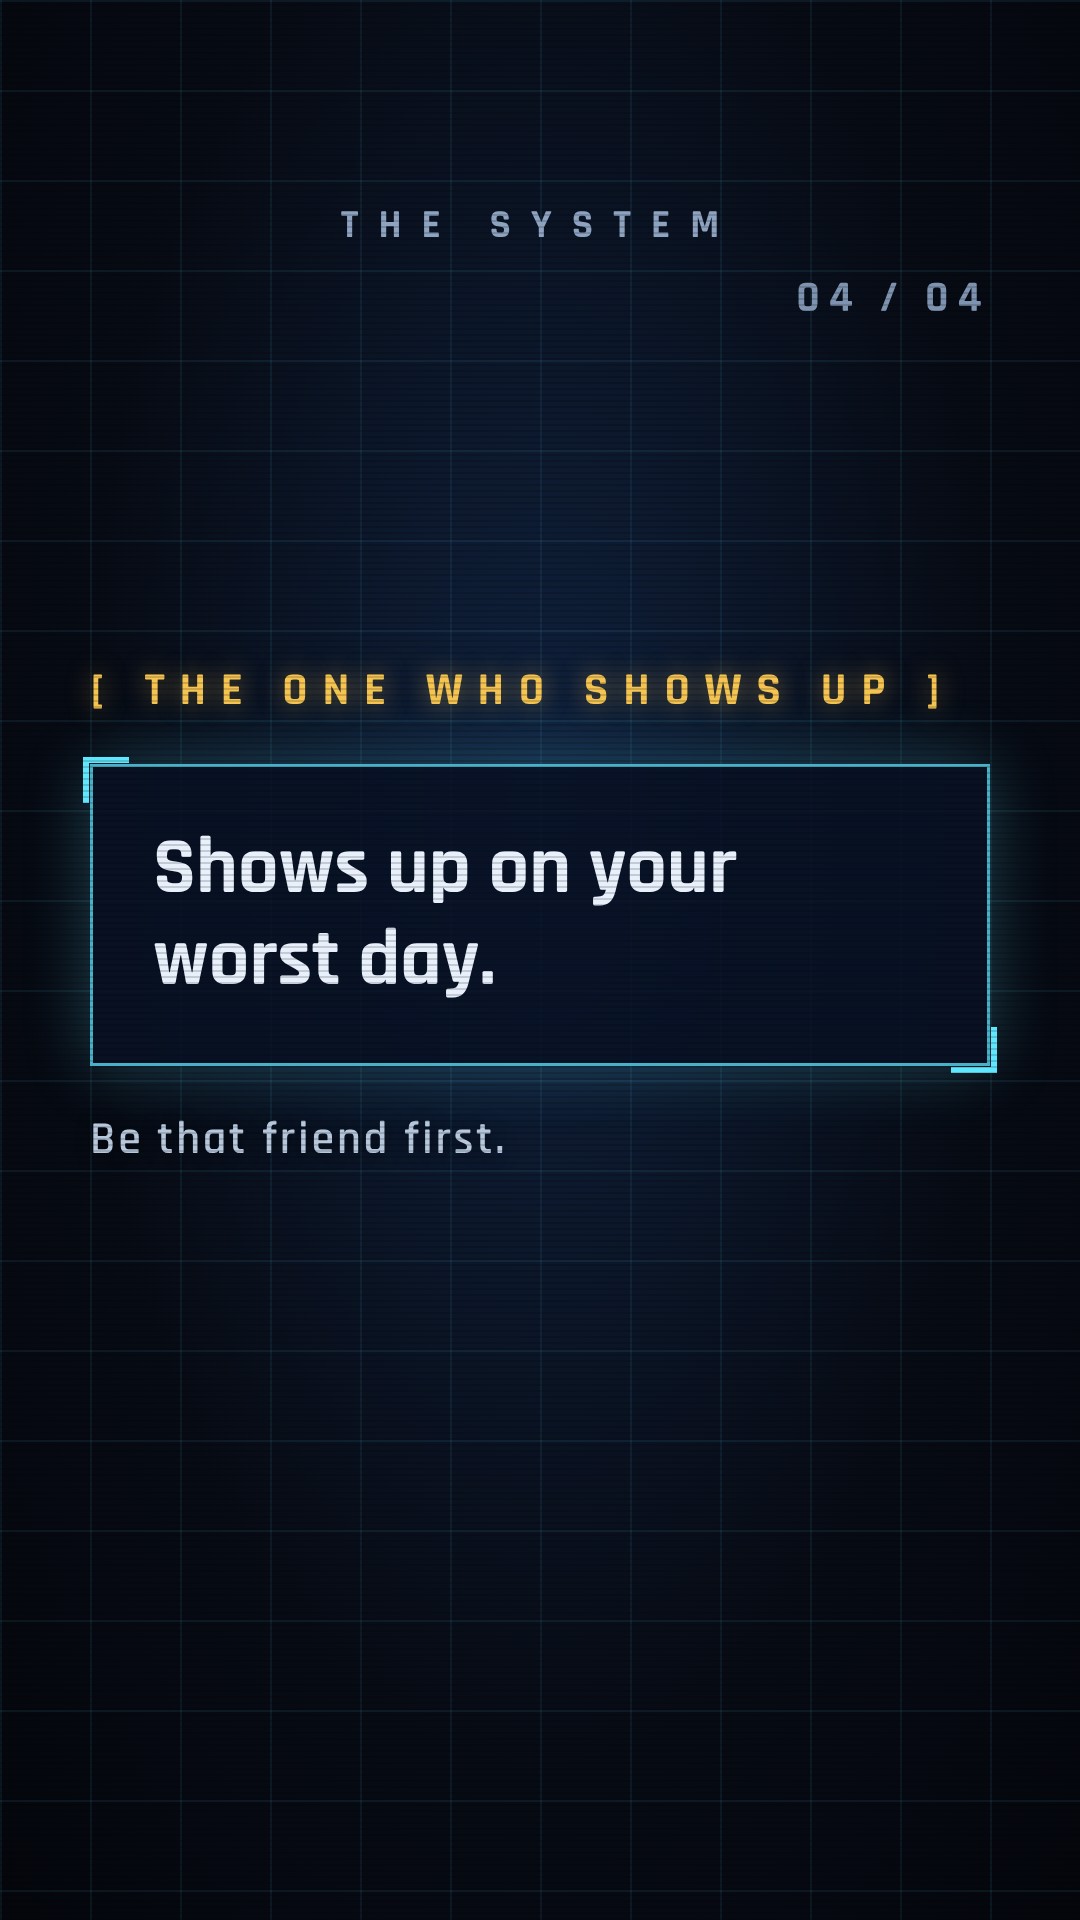 THE SYSTEM
04 / 04
[ THE ONE WHO SHOWS UP ]
Shows up on your
worst day.
Be that friend first.